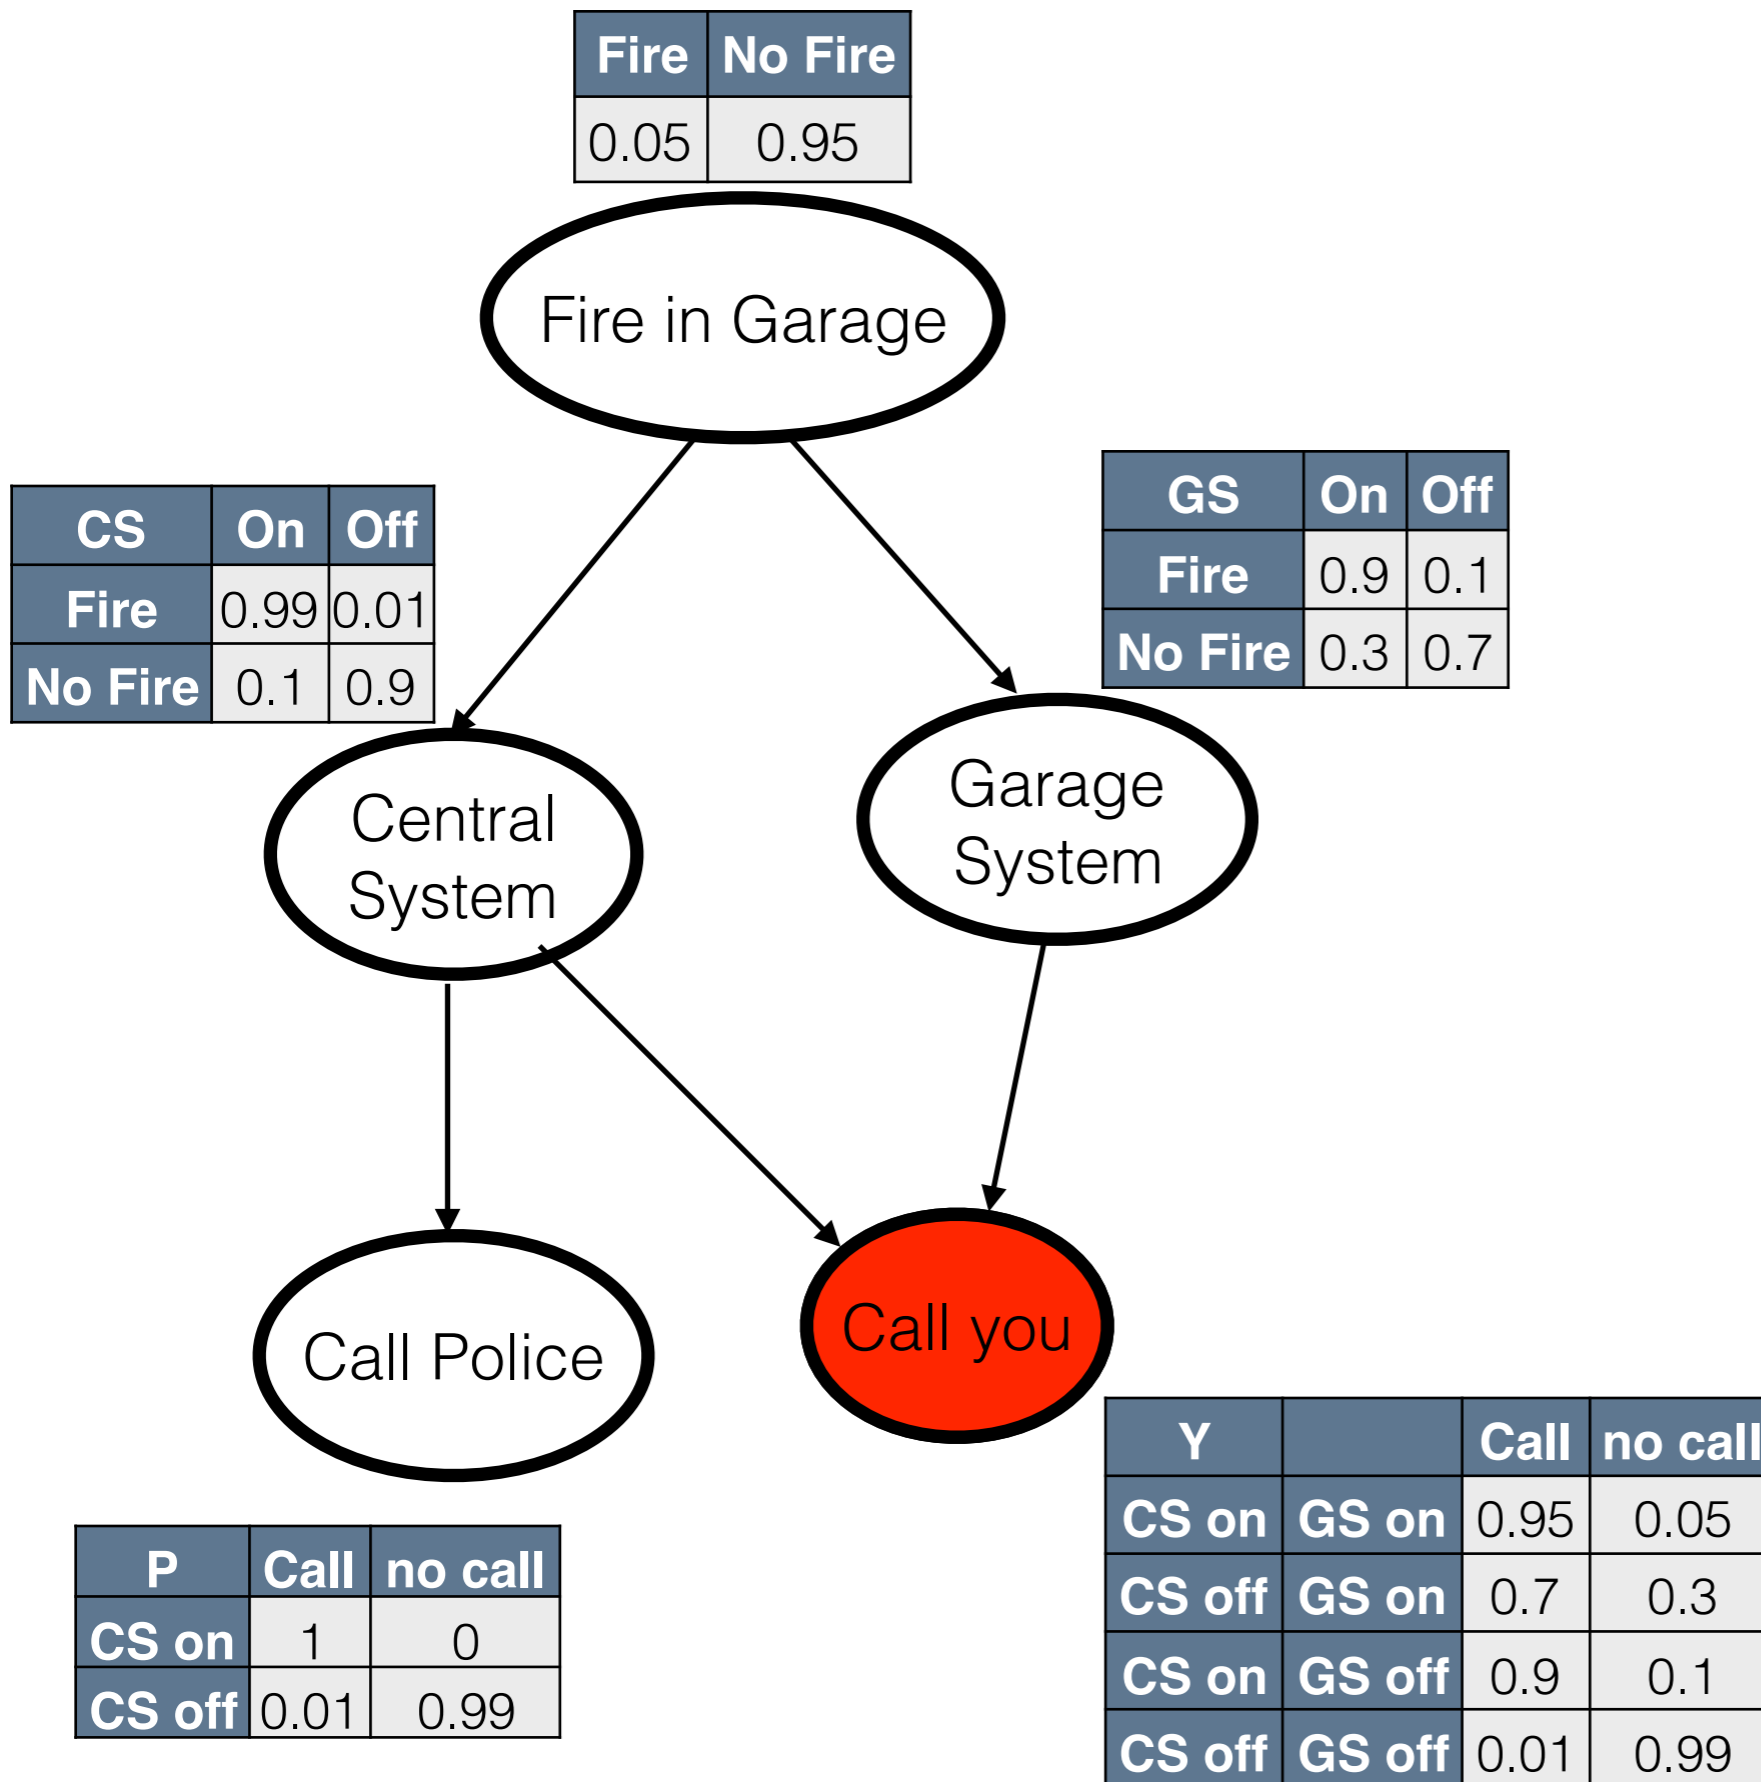 Fire No Fire
0.05 0.95
Fire in Garage
CS On Off
Fire 0.99 0.01
No Fire 0.1 0.9
GS On Off
Fire 0.9 0.1
No Fire 0.3 0.7
Central
System
Garage
System
Call Police
Call you
P Call no call
CS on 1 0
CS off 0.01 0.99
Y Call no call
CS on GS on 0.95 0.05
CS off GS on 0.7 0.3
CS on GS off 0.9 0.1
CS off GS off 0.01 0.99